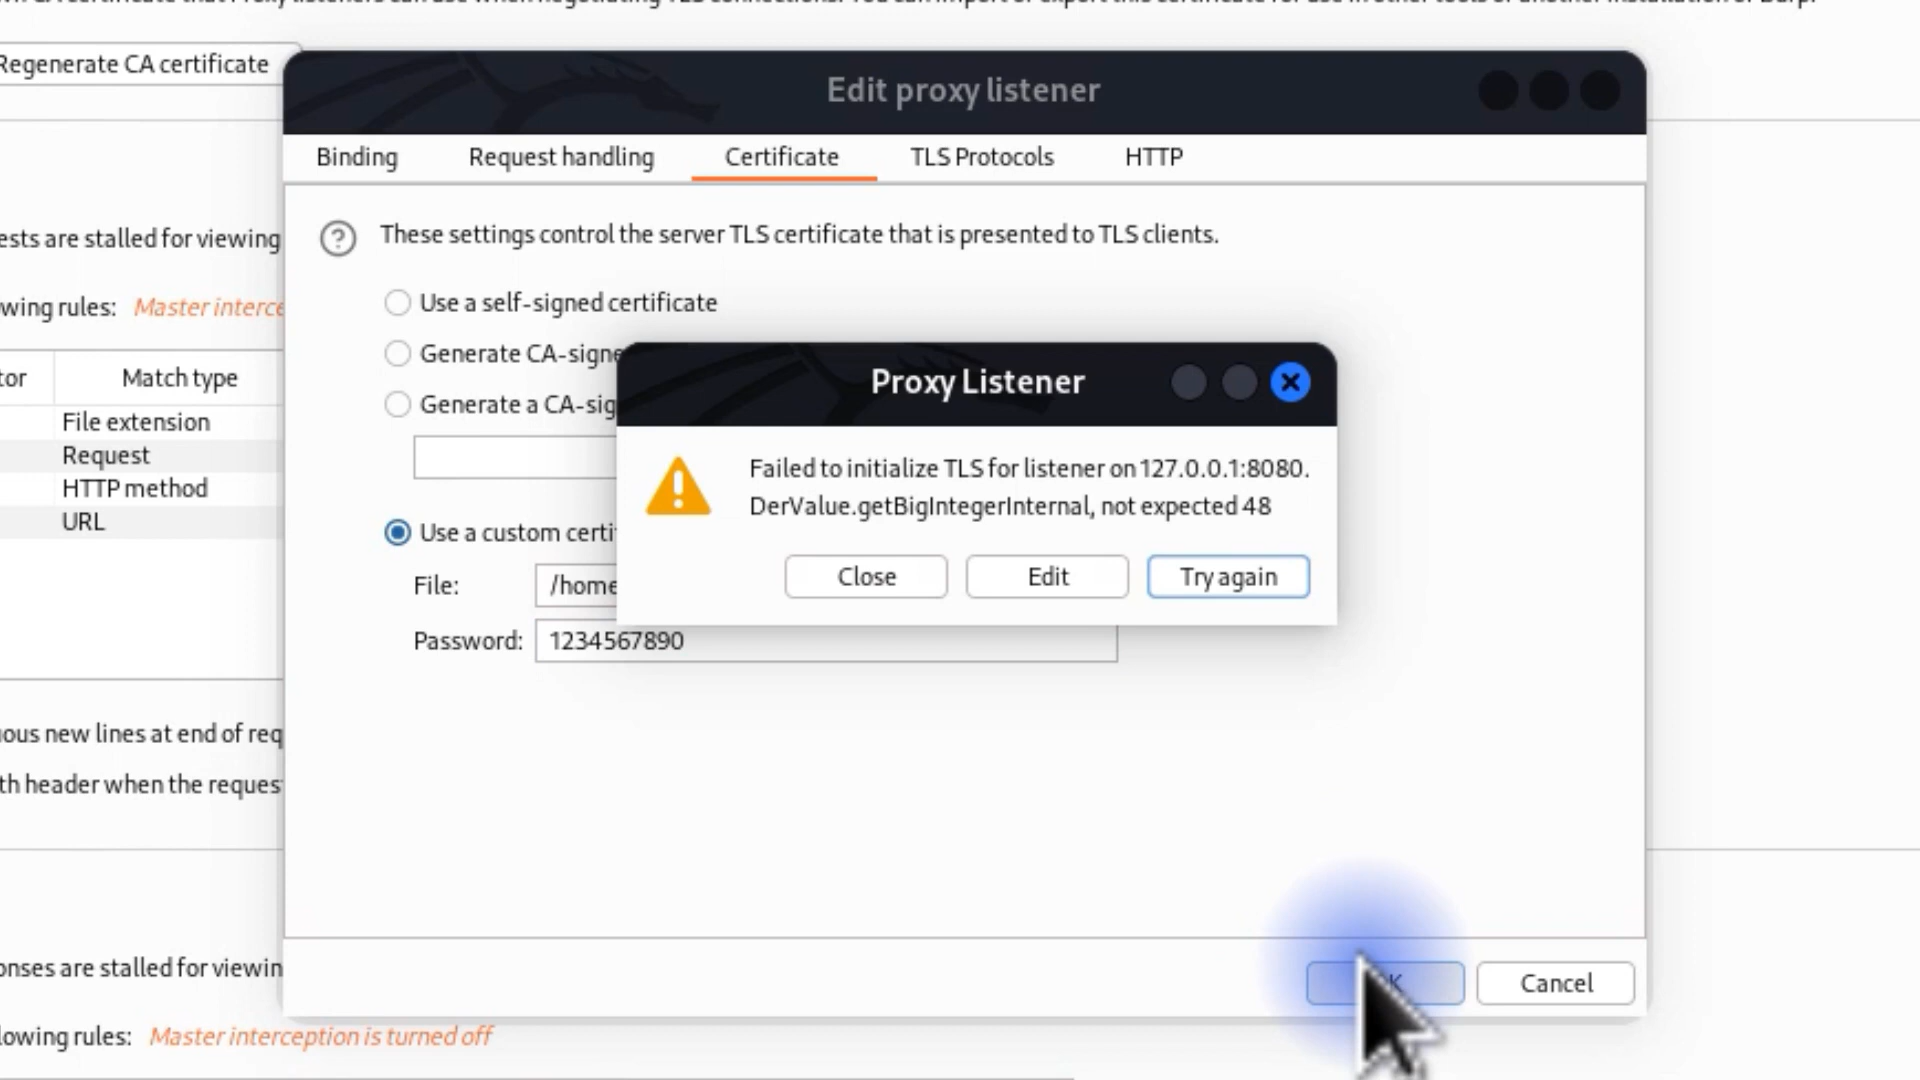 Regenerate CA certificate
Edit proxy listener
Binding
Request handling
Certificate
TLS Protocols
HTTP
These settings control the server TLS certificate that is presented to TLS clients.
ests are stalled for viewing
Use a self-signed certificate
wing rules: Master interce
Generate CA-signe
Generate a CA-sig
tor
Match type
File extension
Request
HTTP method
URL
Proxy Listener
Failed to initialize TLS for listener on 127.0.0.1:8080.
DerValue.getBigIntegerInternal, not expected 48
Close
Edit
Try again
Use a custom certi
File: /home
Password: 1234567890
ious new lines at end of req
th header when the request
onses are stalled for viewin
Cancel
lowing rules: Master interception is turned off